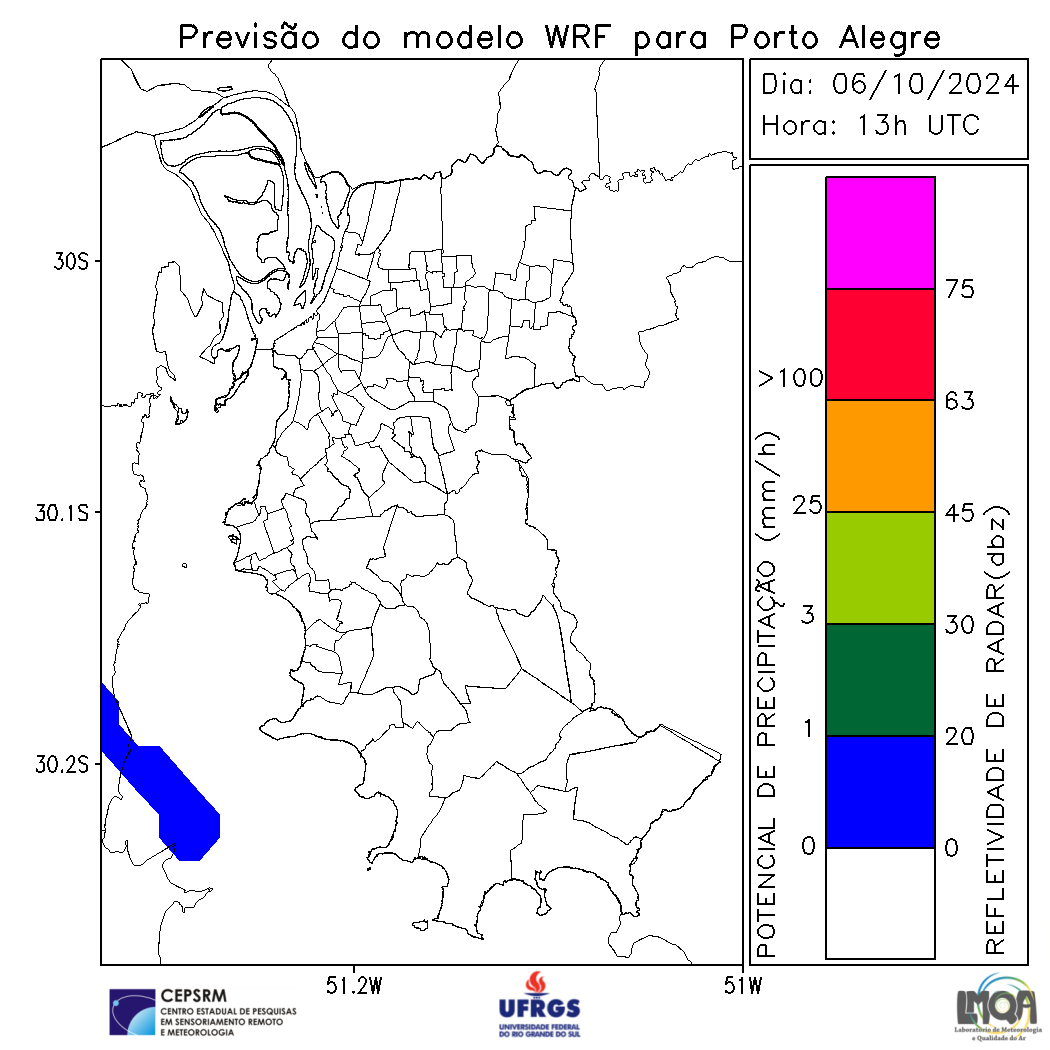 Previsão do modelo WRF para Porto Alegre
Dia: 06/10/2024
Hora: 13h UTC
30S
30.1S
30.2S
51.2W
51W
POTENCIAL DE PRECIPITAÇÃO (mm/h)
>100
25
3
1
0
75
63
45
30
20
0
REFLETIVIDADE DE RADAR(dbz)
CEPSRM
CENTRO ESTADUAL DE PESQUISAS
EM SENSORIAMENTO REMOTO
E METEOROLOGIA
UFRGS
UNIVERSIDADE FEDERAL
DO RIO GRANDE DO SUL
LMQA
Laboratório de Meteorologia
e Qualidade do Ar